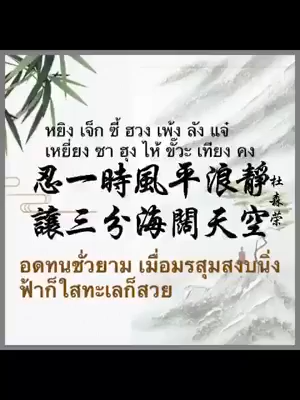 หยิง เจ็ก ซี้ ฮวง เพ้ง ลัง แจ๋
เหยี่ยง ซา ฮุง ไห้ ขั๊วะ เทียง คง
忍一時風平浪靜
讓三分海闊天空
杜森荣
อดทนชั่วยาม เมื่อมรสุมสงบนิ่ง
ฟ้าก็ใสทะเลก็สวย